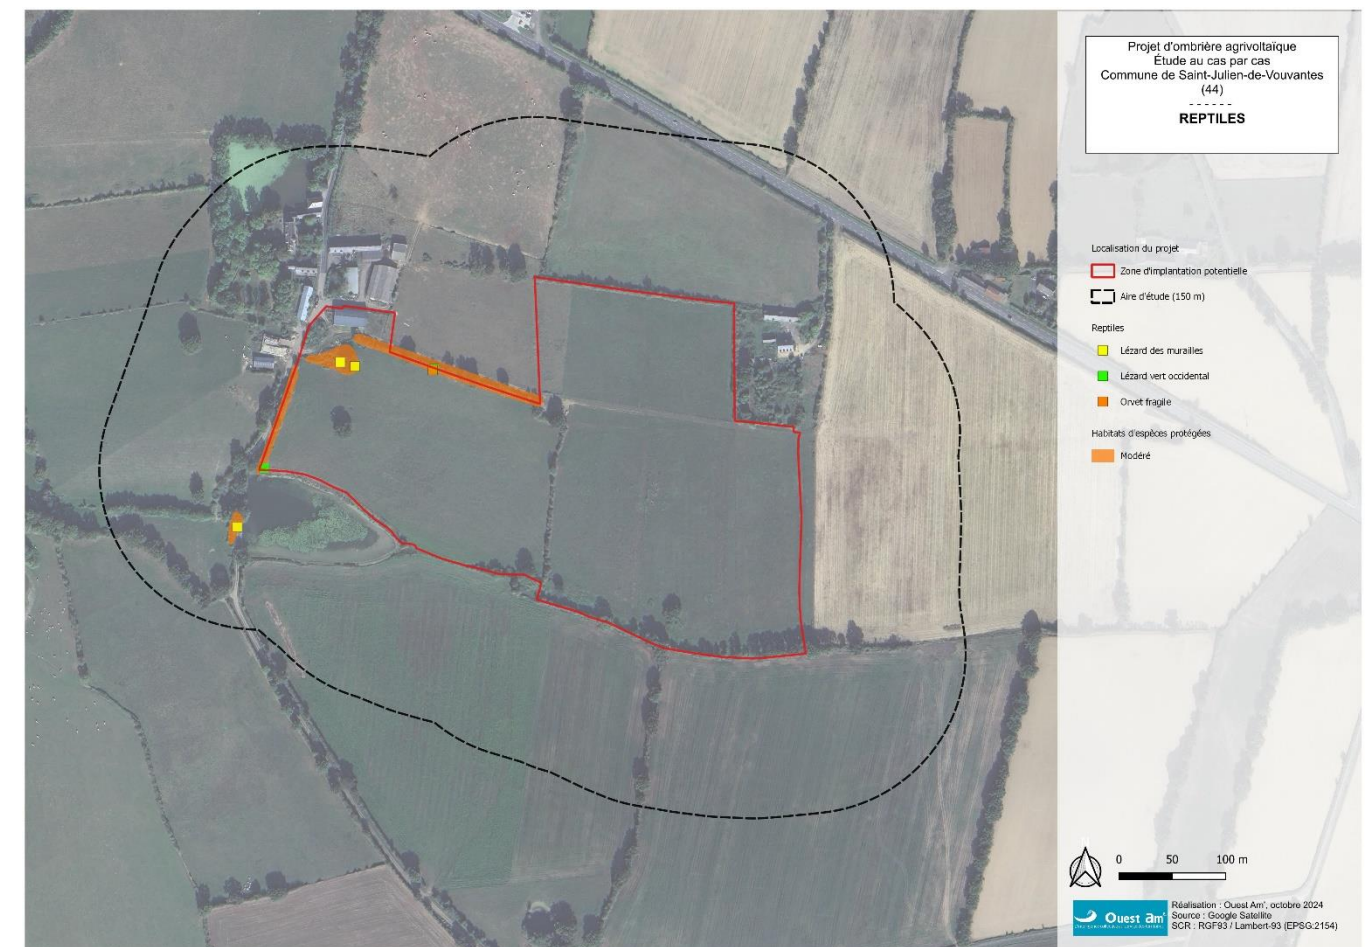 Projet d'ombrière agrivoltaïque
Étude au cas par cas
Commune de Saint-Julien-de-Vouvantes
(44)
- - - - - -
REPTILES
Localisation du projet
Zone d'implantation potentielle
Aire d'étude (150 m)
Reptiles
Lézard des murailles
Lézard vert occidental
Orvet fragile
Habitats d'espèces protégées
Modéré
0 50 100 m
Ouest am'
Réalisation : Ouest Am', octobre 2024
Source : Google Satellite
SCR : RGF93 / Lambert-93 (EPSG:2154)